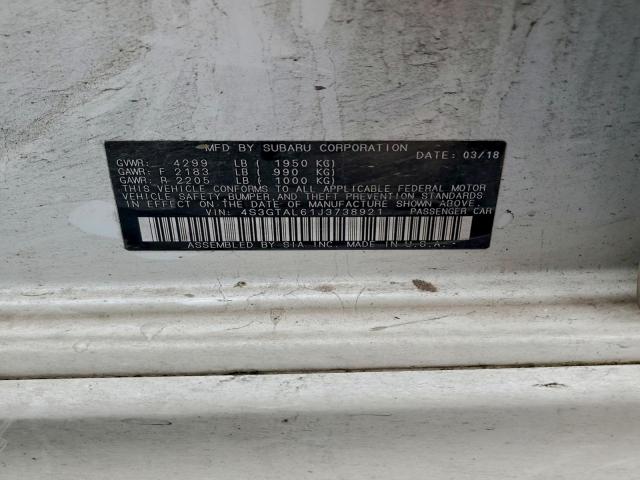 MFD BY SUBARU CORPORATION
DATE: 03/18
GVWR: 4299 LB ( 1950 KG)
GAWR: F 2183 LB ( 990 KG)
GAWR: R 2205 LB ( 1000 KG)
THIS VEHICLE CONFORMS TO ALL APPLICABLE FEDERAL MOTOR
VEHICLE SAFETY,BUMPER,AND THEFT PREVENTION STANDARDS
IN EFFECT ON THE DATE OF MANUFACTURE SHOWN ABOVE.
VIN: 4S3GTAL61J3738921 PASSENGER CAR
ASSEMBLED BY SIA INC. MADE IN U.S.A.